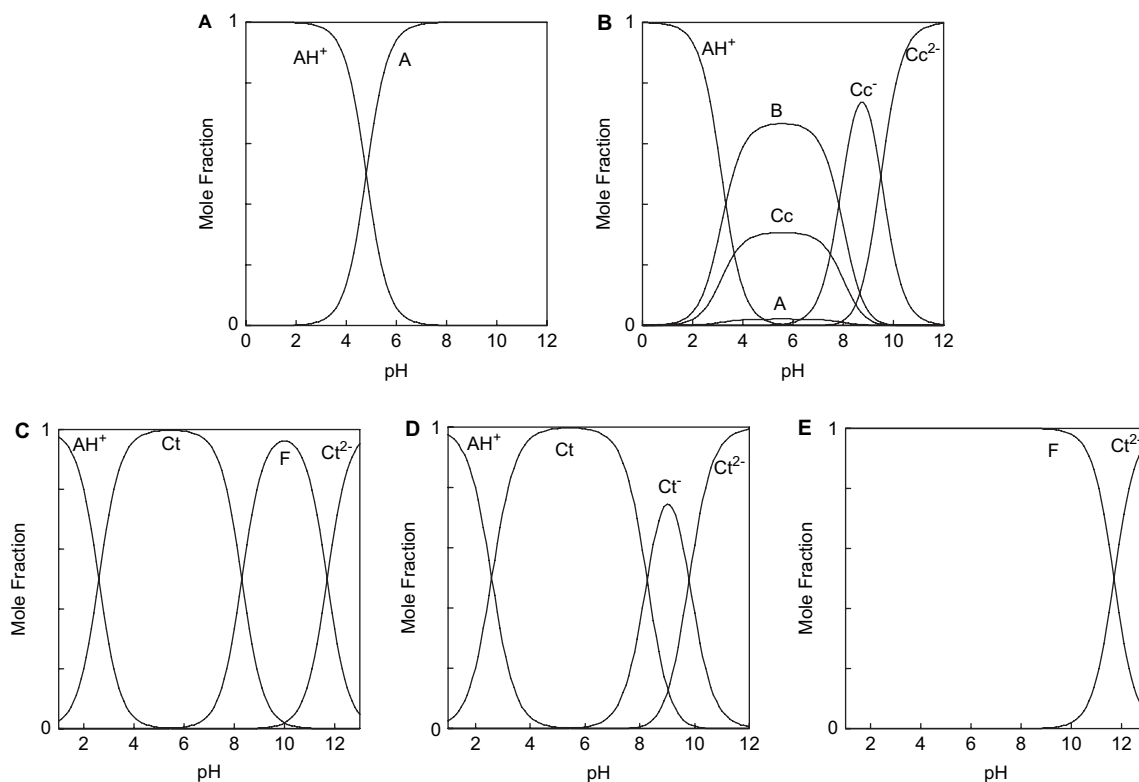 A
1
AH⁺
A
Mole Fraction
0
0 2 4 6 8 10 12
pH
B
1
AH⁺
Cc²⁻
Cc⁻
B
Cc
A
Mole Fraction
0
0 2 4 6 8 10 12
pH
C
1
AH⁺
Ct
F
Ct²⁻
Mole Fraction
0
2 4 6 8 10 12
pH
D
1
AH⁺
Ct
Ct⁻
Ct²⁻
Mole Fraction
0
2 4 6 8 10 12
pH
E
1
F
Ct²⁻
Mole Fraction
0
2 4 6 8 10 12
pH